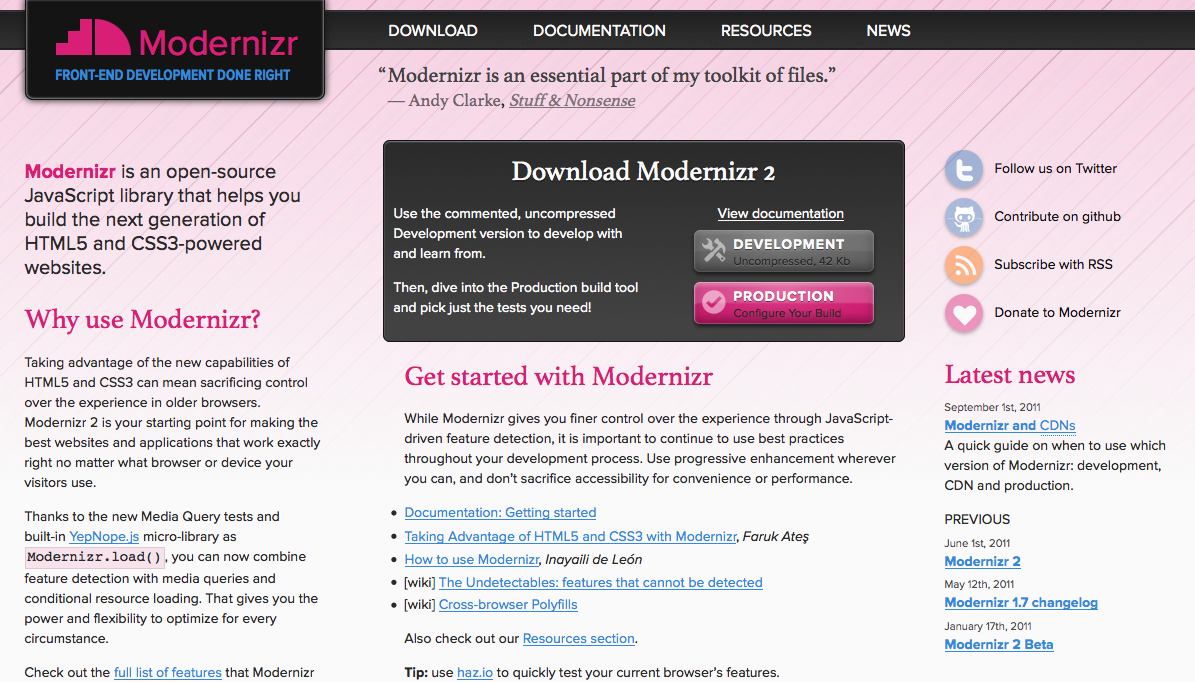 Modernizr
FRONT-END DEVELOPMENT DONE RIGHT
DOWNLOAD
DOCUMENTATION
RESOURCES
NEWS
“Modernizr is an essential part of my toolkit of files.”
— Andy Clarke, Stuff & Nonsense
Modernizr is an open-source
JavaScript library that helps you
build the next generation of
HTML5 and CSS3-powered
websites.
Why use Modernizr?
Taking advantage of the new capabilities of
HTML5 and CSS3 can mean sacrificing control
over the experience in older browsers.
Modernizr 2 is your starting point for making the
best websites and applications that work exactly
right no matter what browser or device your
visitors use.
Thanks to the new Media Query tests and
built-in YepNope.js micro-library as
Modernizr.load(), you can now combine
feature detection with media queries and
conditional resource loading. That gives you the
power and flexibility to optimize for every
circumstance.
Check out the full list of features that Modernizr
Download Modernizr 2
Use the commented, uncompressed
Development version to develop with
and learn from.
Then, dive into the Production build tool
and pick just the tests you need!
View documentation
DEVELOPMENT
Uncompressed, 42 Kb
PRODUCTION
Configure Your Build
Get started with Modernizr
While Modernizr gives you finer control over the experience through JavaScript-
driven feature detection, it is important to continue to use best practices
throughout your development process. Use progressive enhancement wherever
you can, and don’t sacrifice accessibility for convenience or performance.
• Documentation: Getting started
• Taking Advantage of HTML5 and CSS3 with Modernizr, Faruk Ateş
• How to use Modernizr, Inayaili de León
• [wiki] The Undetectables: features that cannot be detected
• [wiki] Cross-browser Polyfills
Also check out our Resources section.
Tip: use haz.io to quickly test your current browser’s features.
Follow us on Twitter
Contribute on github
Subscribe with RSS
Donate to Modernizr
Latest news
September 1st, 2011
Modernizr and CDNs
A quick guide on when to use which
version of Modernizr: development,
CDN and production.
PREVIOUS
June 1st, 2011
Modernizr 2
May 12th, 2011
Modernizr 1.7 changelog
January 17th, 2011
Modernizr 2 Beta